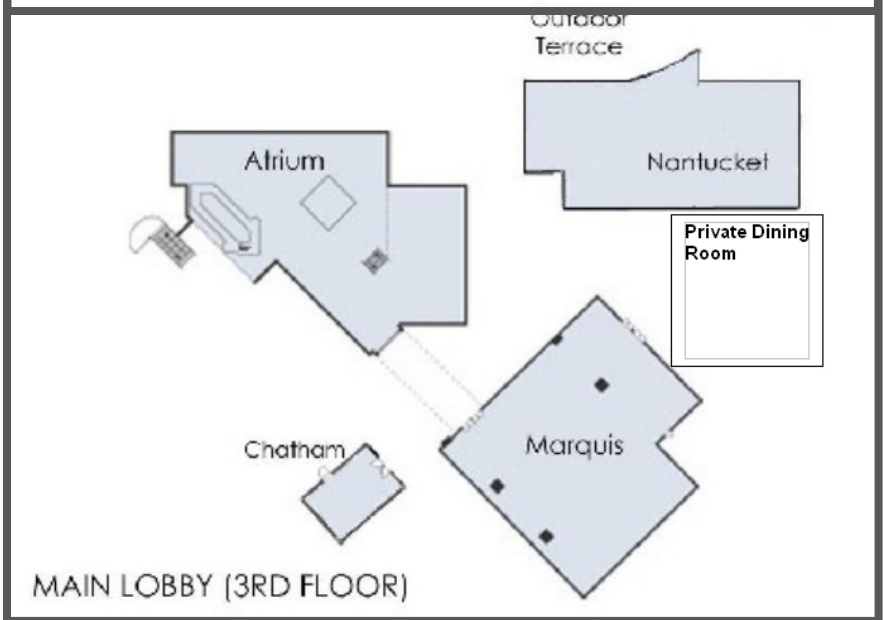 Outdoor
Terrace
Atrium
Nantucket
Private Dining
Room
Chatham
Marquis
MAIN LOBBY (3RD FLOOR)